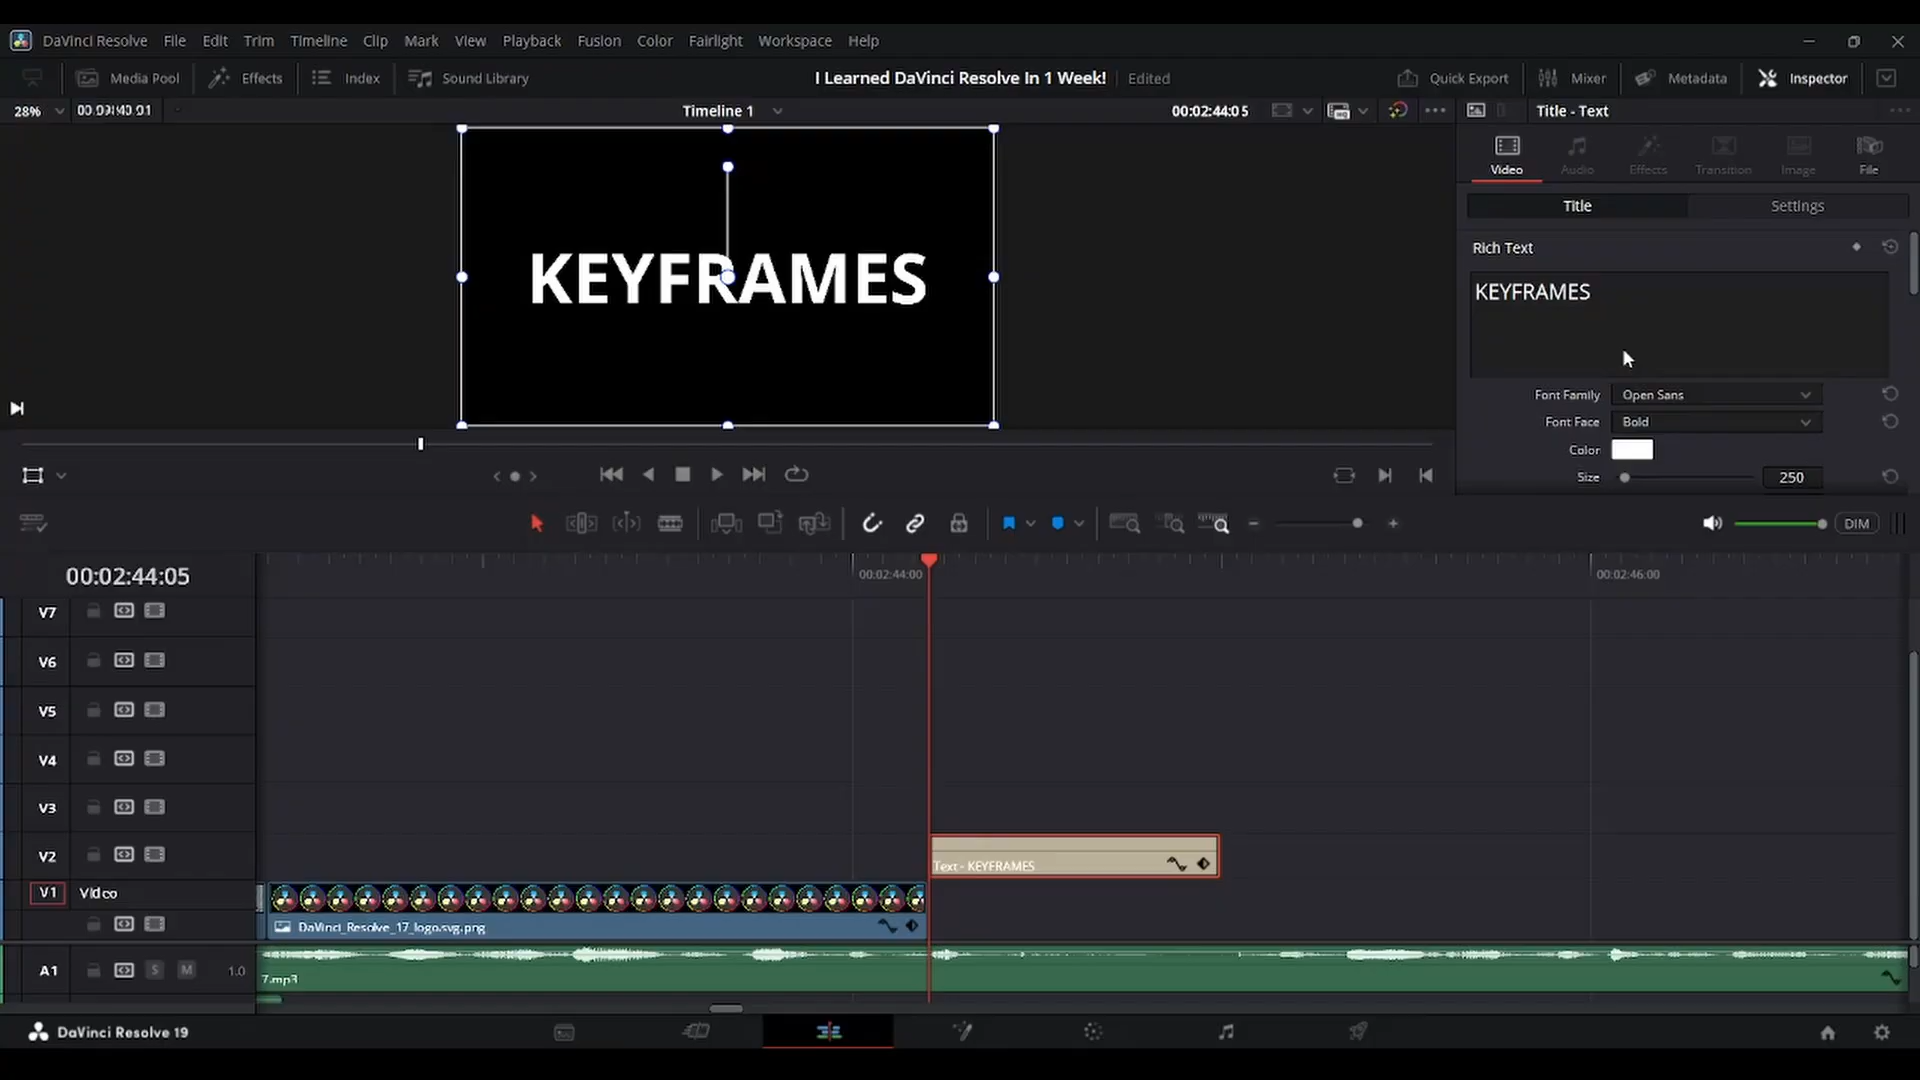 DaVinci Resolve File Edit Trim Timeline Clip Mark View Playback Fusion Color Fairlight Workspace Help
Media Pool Effects Index Sound Library I Learned DaVinci Resolve In 1 Week! Edited Quick Export Mixer Metadata Inspector
28% Timeline 1 00:02:44:05 Title - Text
Video Audio Effects Transition Image File
Title Settings
Rich Text
KEYFRAMES
KEYFRAMES
Font Family Open Sans
Font Face Bold
Color
Size 250
DIM
00:02:44:05 00:02:44:00 00:02:46:00
V7
V6
V5
V4
V3
V2 Text - KEYFRAMES
V1 Video
DaVinci_Resolve_17_logo.svg.png
A1 S M 1.0
7.mp3
DaVinci Resolve 19